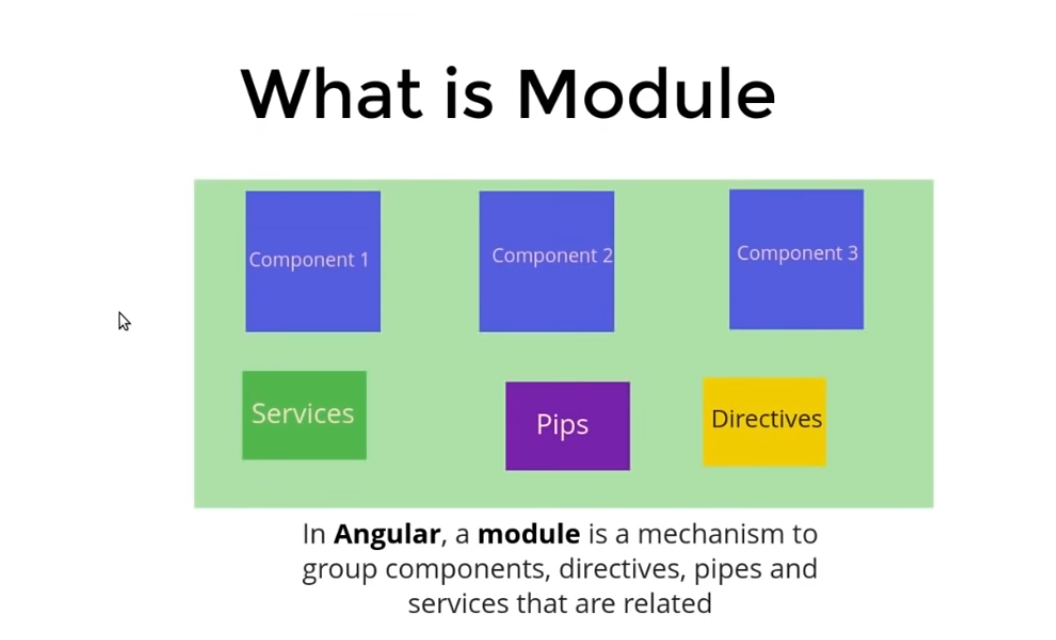 What is Module
Component 1
Component 2
Component 3
Services
Pips
Directives
In Angular, a module is a mechanism to
group components, directives, pipes and
services that are related